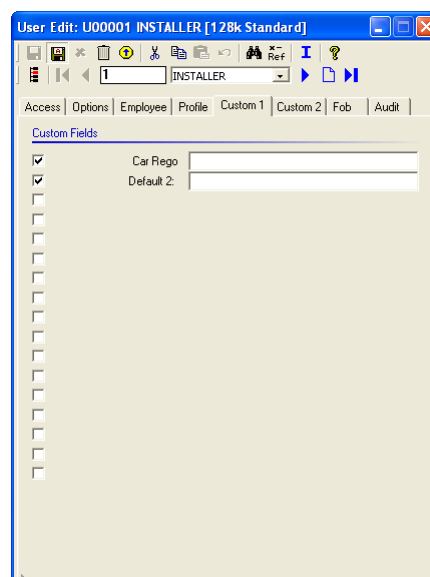 User Edit: U00001 INSTALLER [128k Standard]
x=
Ref
I
?
1
INSTALLER
Access
Options
Employee
Profile
Custom 1
Custom 2
Fob
Audit
Custom Fields
Car Rego
Default 2: